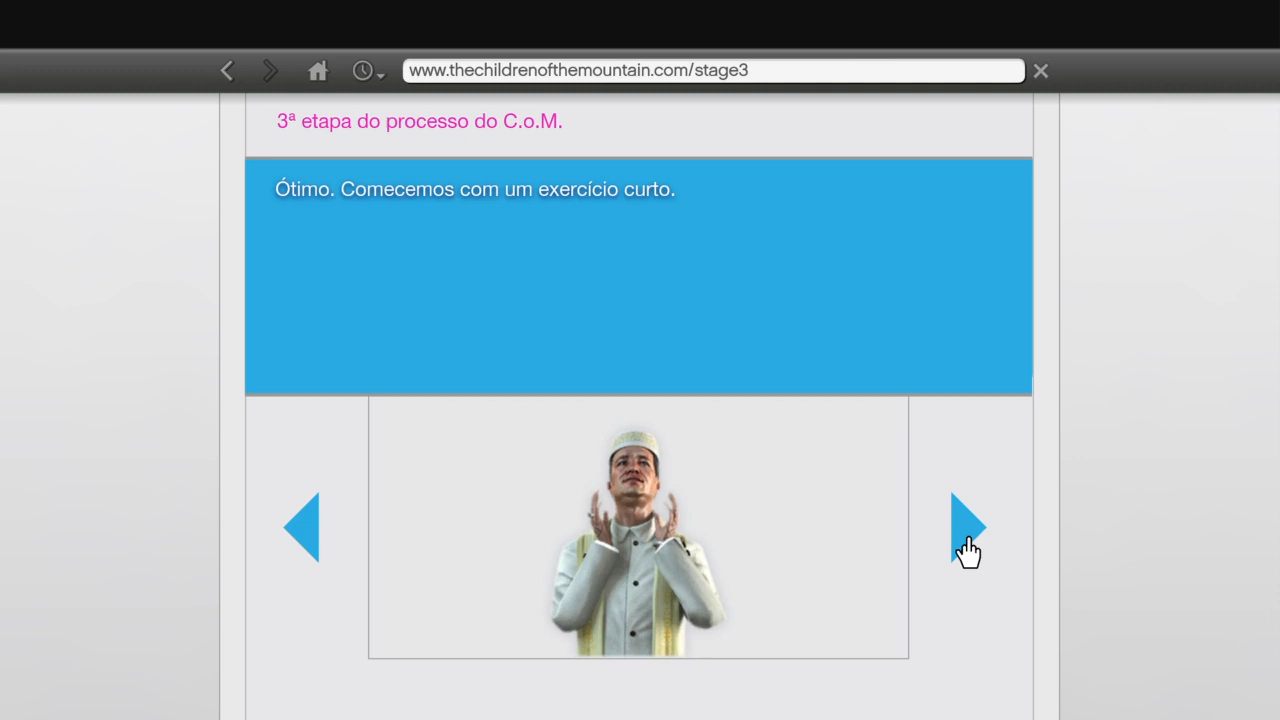 www.thechildrenofthemountain.com/stage3
3ª etapa do processo do C.o.M.
Ótimo. Comecemos com um exercício curto.